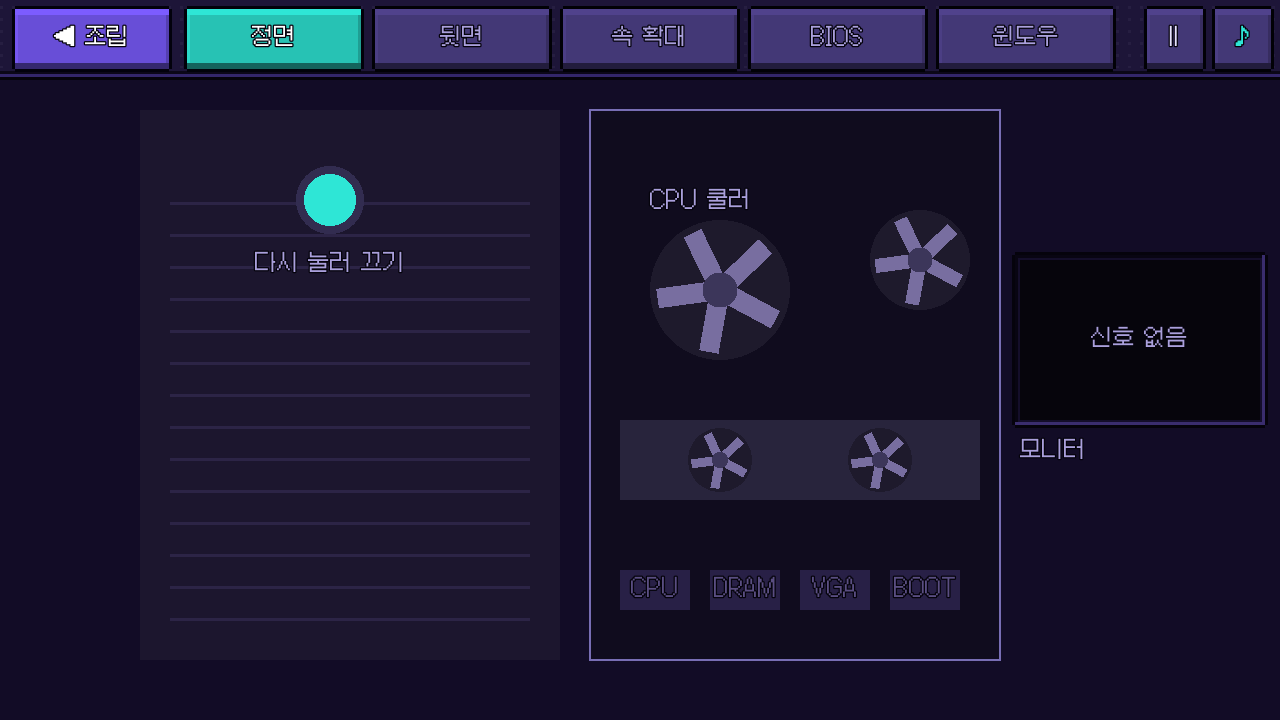 ◀ 조립
정면
뒷면
속 확대
BIOS
윈도우
CPU 쿨러
다시 눌러 끄기
신호 없음
모니터
CPU
DRAM
VGA
BOOT